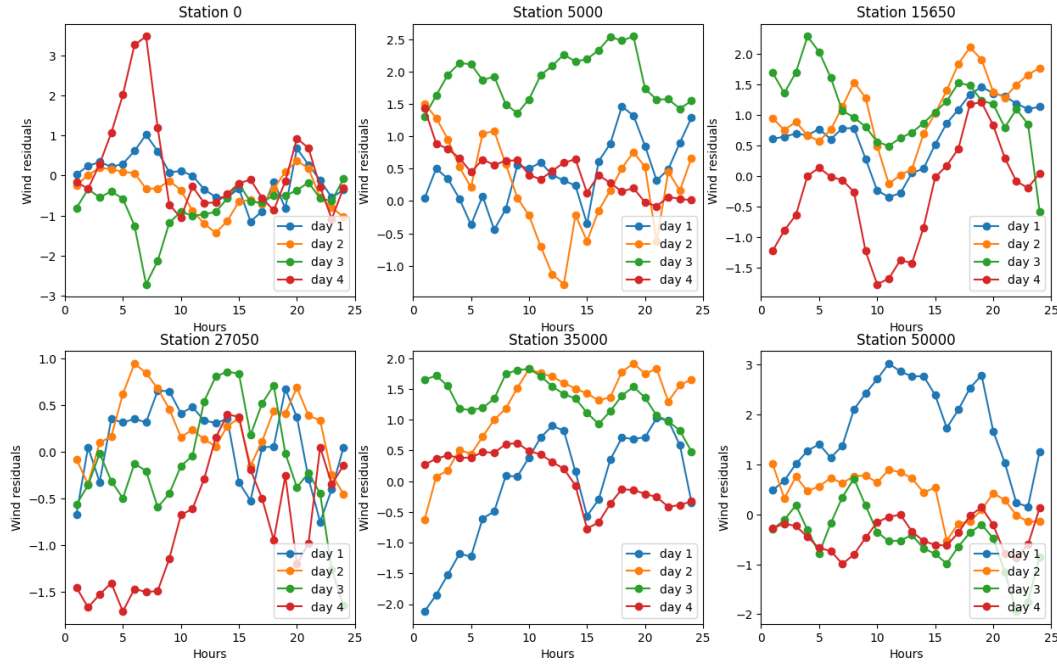 Station 0
Station 5000
Station 15650
Wind residuals
3
2
1
0
−1
−2
−3
day 1
day 2
day 3
day 4
0 5 10 15 20 25
Hours
Wind residuals
2.5
2.0
1.5
1.0
0.5
0.0
−0.5
−1.0
day 1
day 2
day 3
day 4
0 5 10 15 20 25
Hours
Wind residuals
2.0
1.5
1.0
0.5
0.0
−0.5
−1.0
−1.5
day 1
day 2
day 3
day 4
0 5 10 15 20 25
Hours
Station 27050
Station 35000
Station 50000
Wind residuals
1.0
0.5
0.0
−0.5
−1.0
−1.5
day 1
day 2
day 3
day 4
0 5 10 15 20 25
Hours
Wind residuals
2.0
1.5
1.0
0.5
0.0
−0.5
−1.0
−1.5
−2.0
day 1
day 2
day 3
day 4
0 5 10 15 20 25
Hours
Wind residuals
3
2
1
0
−1
−2
day 1
day 2
day 3
day 4
0 5 10 15 20 25
Hours